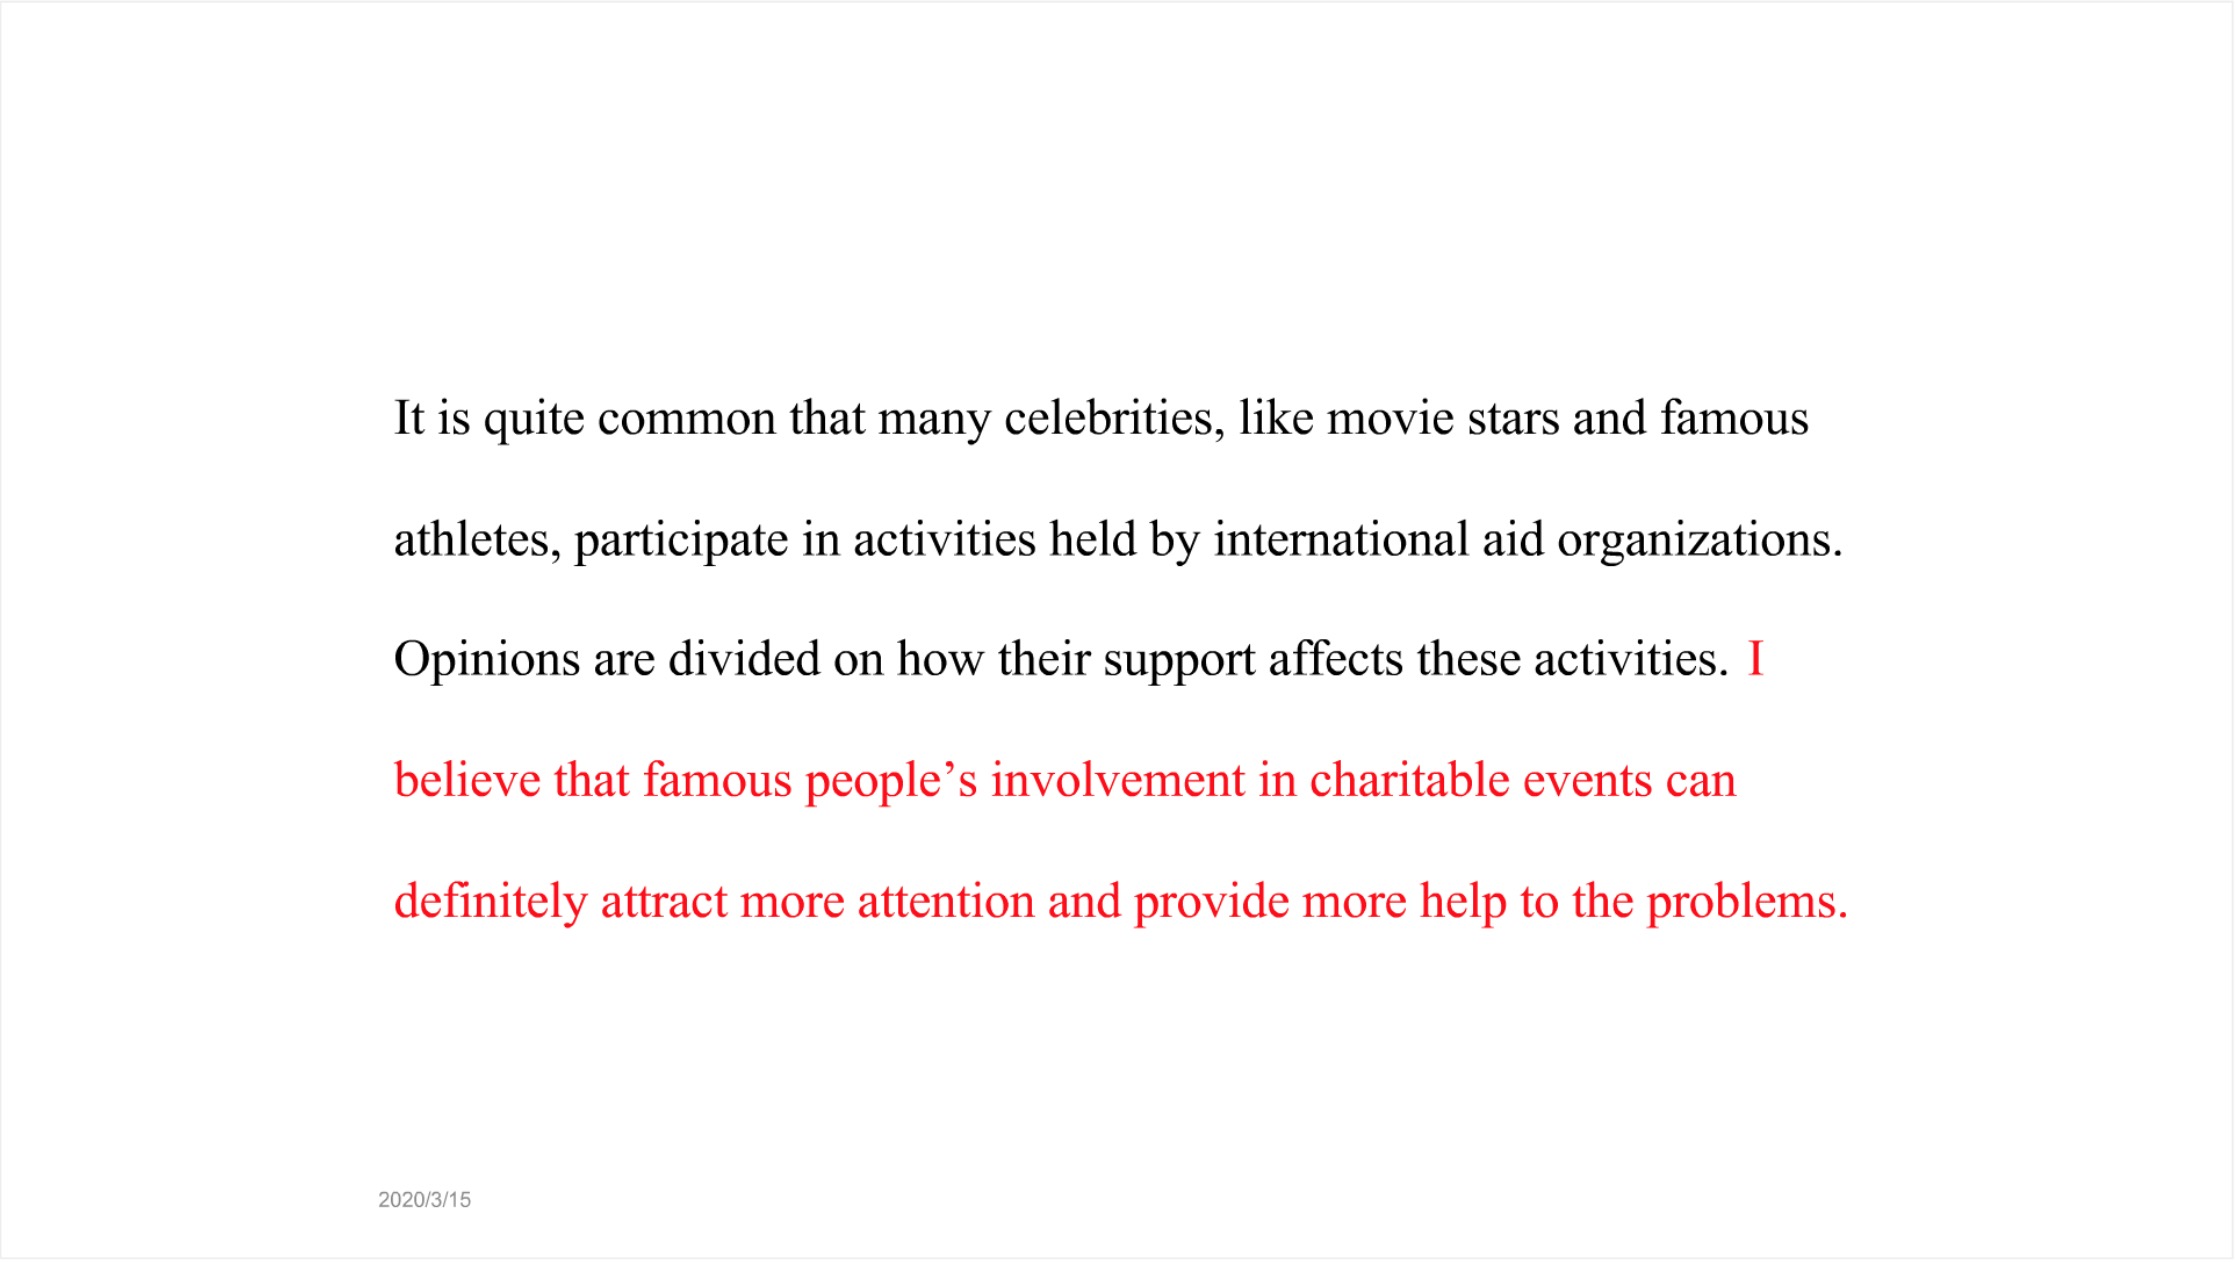 It is quite common that many celebrities, like movie stars and famous
athletes, participate in activities held by international aid organizations.
Opinions are divided on how their support affects these activities. I
believe that famous people’s involvement in charitable events can
definitely attract more attention and provide more help to the problems.
2020/3/15